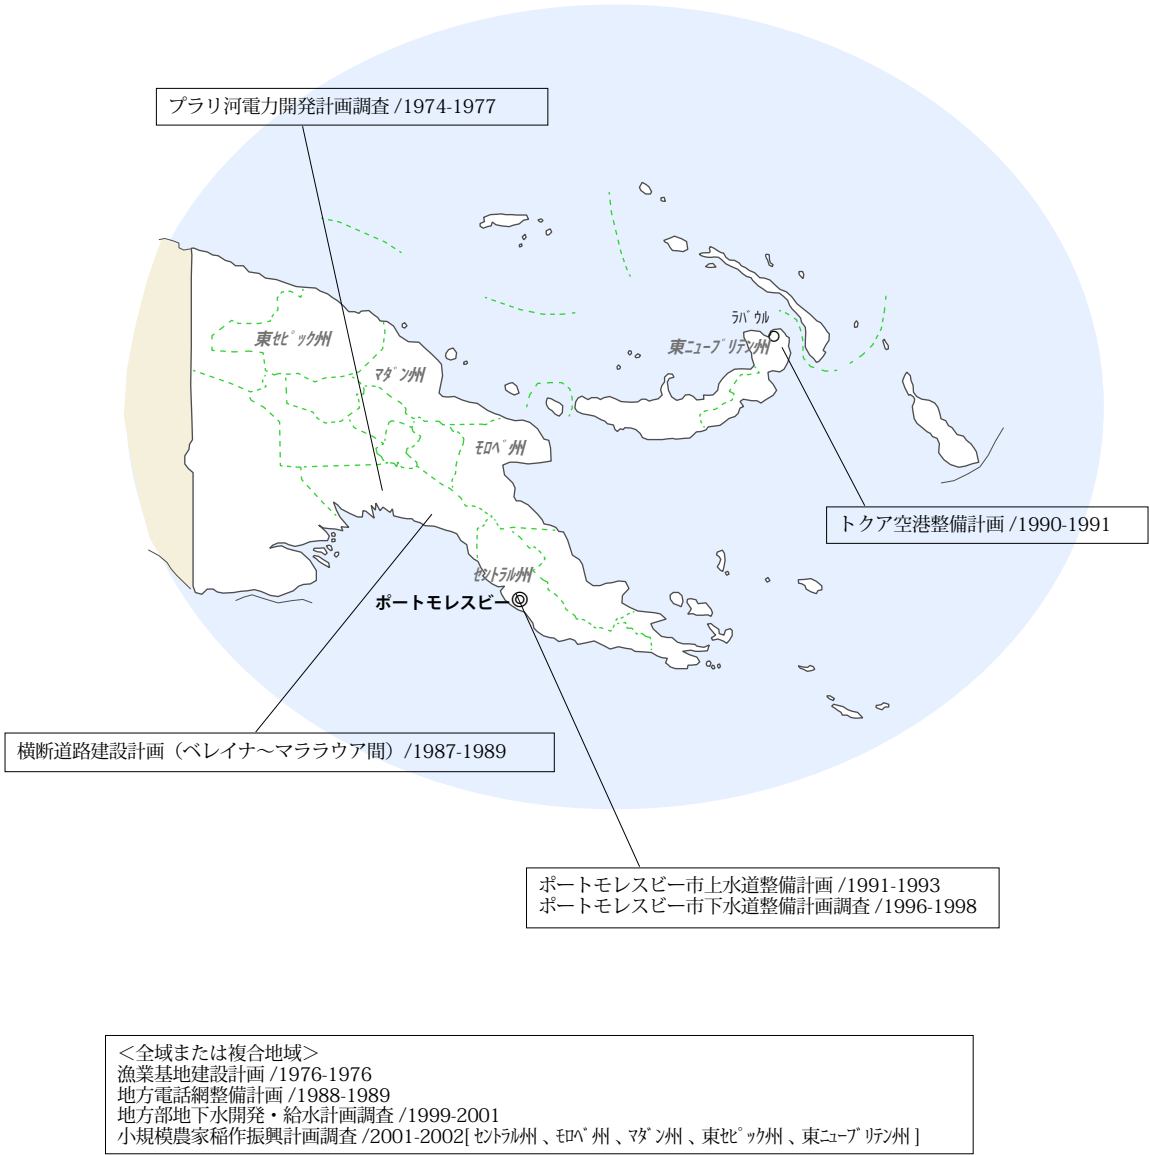 プラリ河電力開発計画調査 /1974-1977
ラバウル
東セピック州
東ニューブリテン州
マダン州
モロベ州
トクア空港整備計画 /1990-1991
セントラル州
ポートモレスビー
横断道路建設計画（ベレイナ～マララウア間）/1987-1989
ポートモレスビー市上水道整備計画 /1991-1993
ポートモレスビー市下水道整備計画調査 /1996-1998
＜全域または複合地域＞
漁業基地建設計画 /1976-1976
地方電話網整備計画 /1988-1989
地方部地下水開発・給水計画調査 /1999-2001
小規模農家稲作振興計画調査 /2001-2002[ セントラル州 、モロベ州 、マダン州 、東セピック州 、東ニューブリテン州 ]